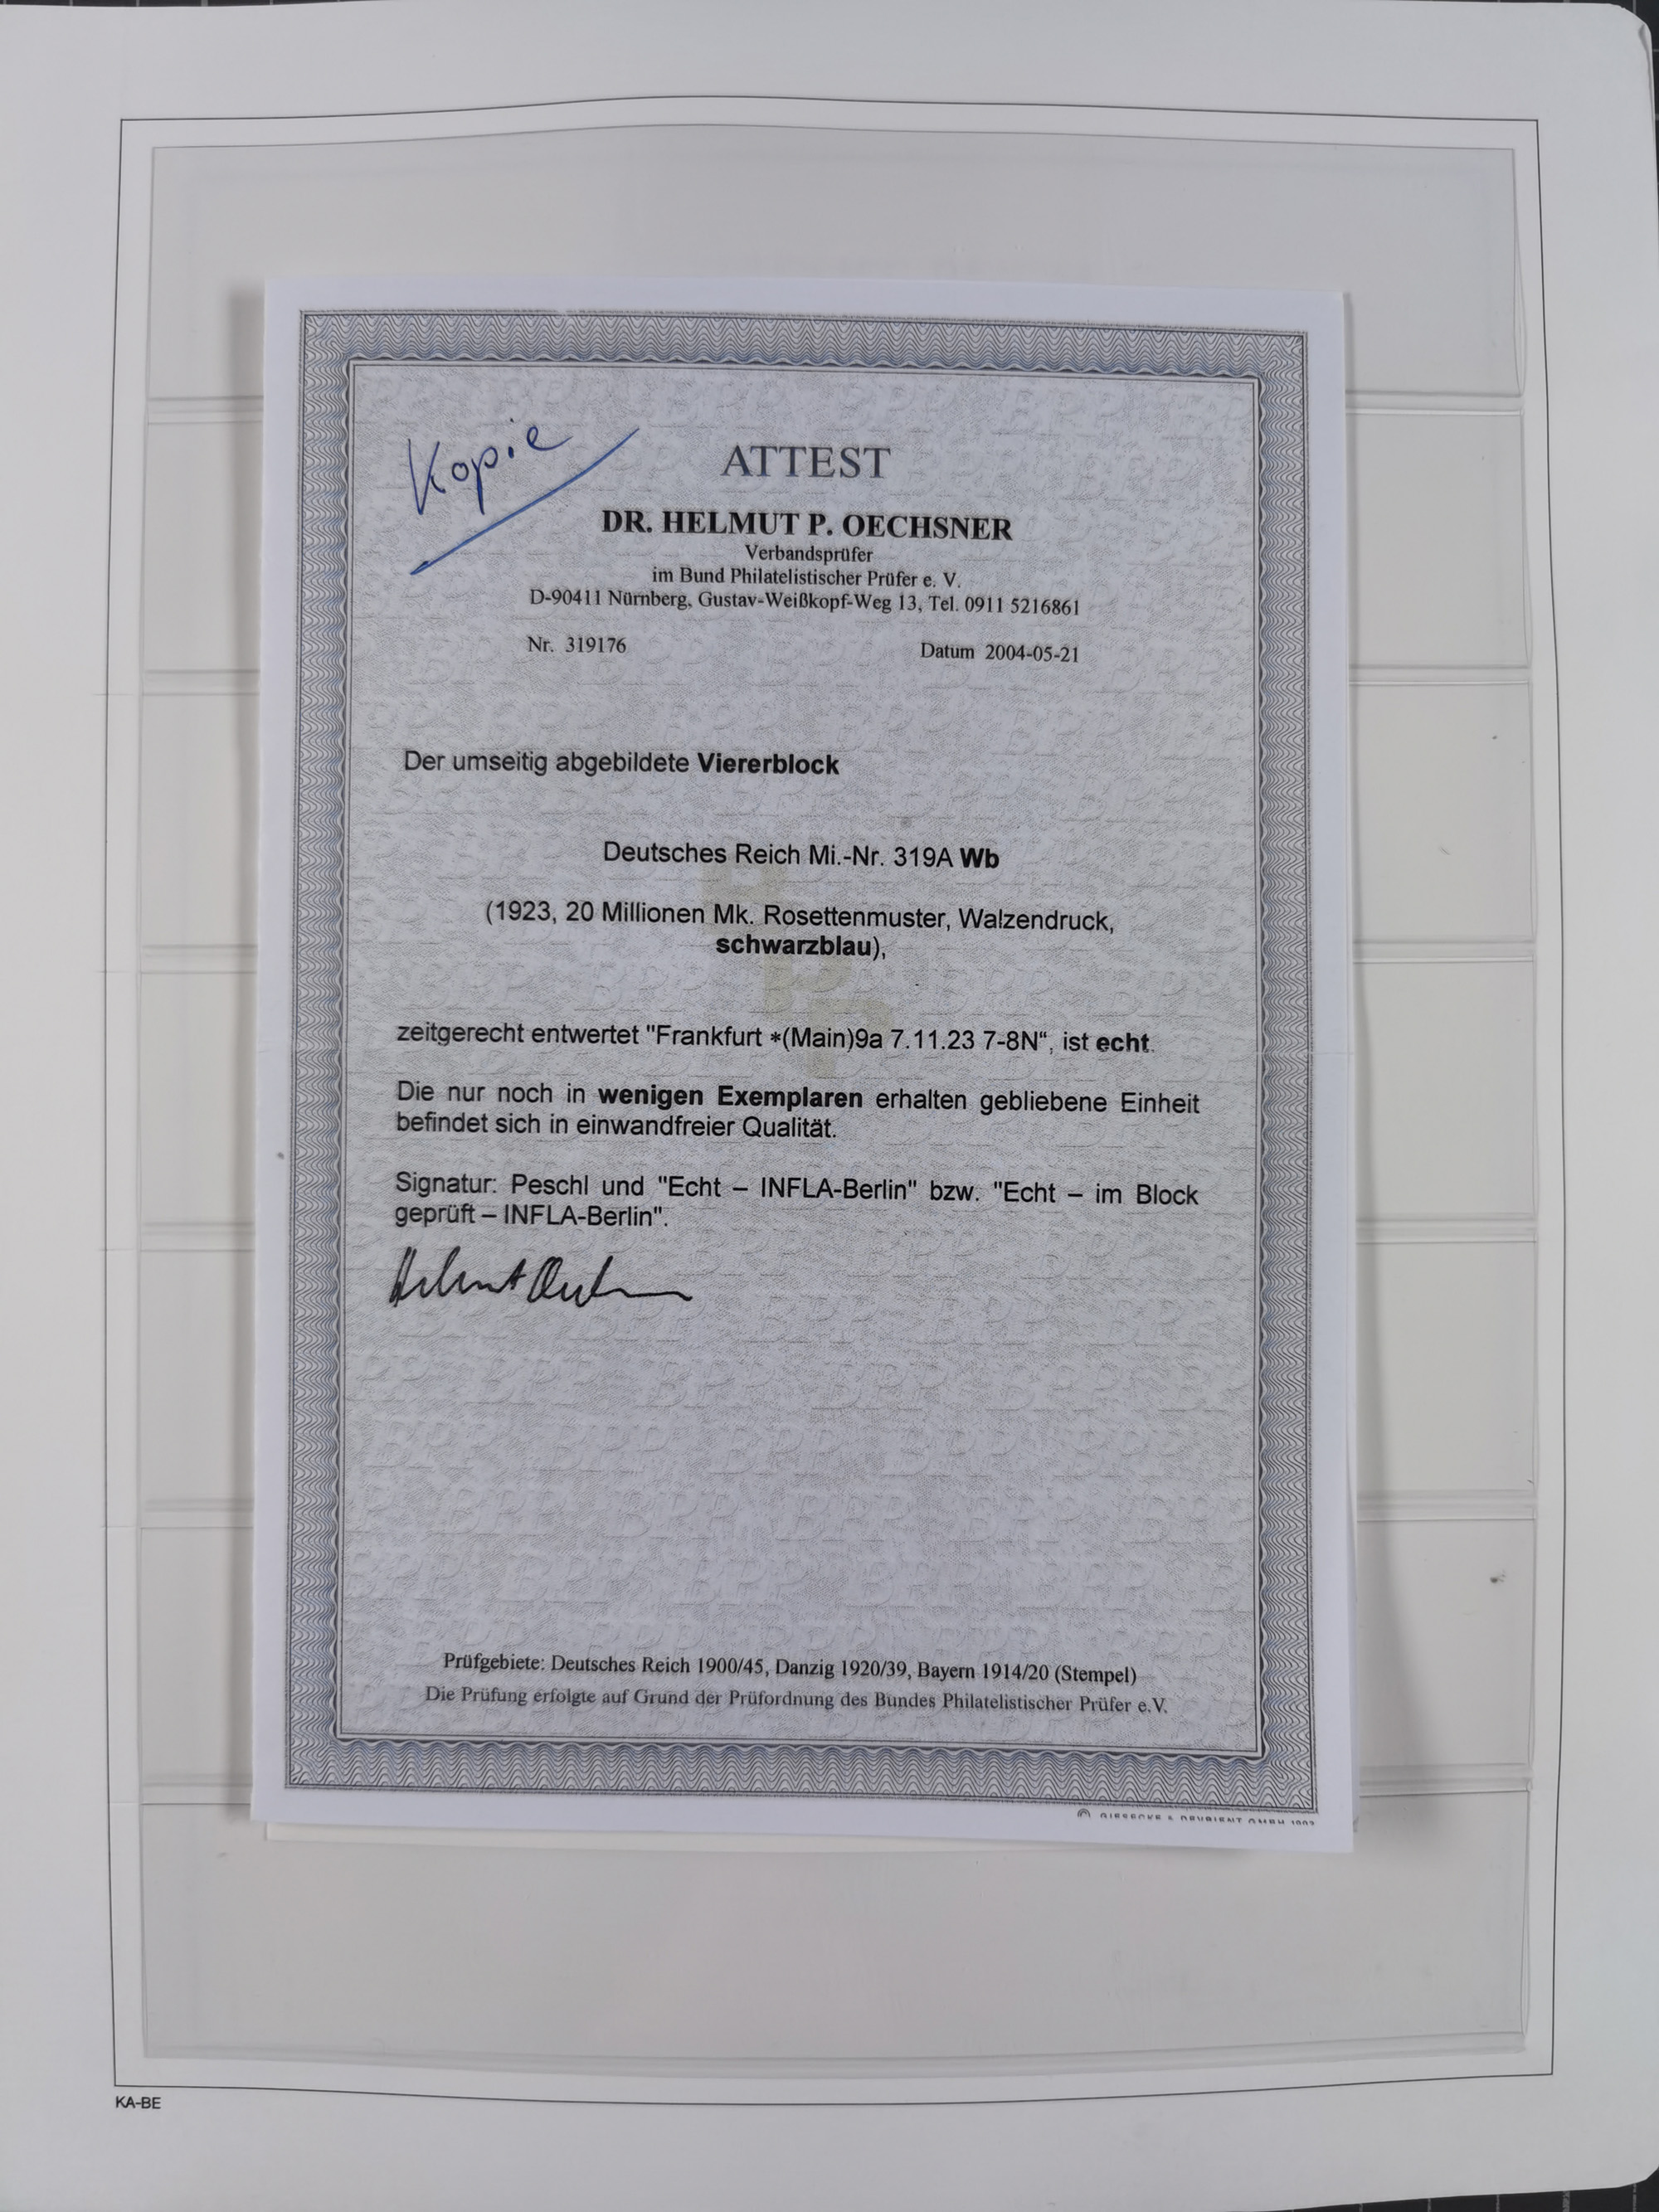 Kopie
ATTEST
DR. HELMUT P. OECHSNER
Verbandsprüfer
im Bund Philatelistischer Prüfer e. V.
D-90411 Nürnberg, Gustav-Weißkopf-Weg 13, Tel. 0911 5216861
Nr. 319176 Datum 2004-05-21
Der umseitig abgebildete Viererblock
Deutsches Reich Mi.-Nr. 319A Wb
(1923, 20 Millionen Mk. Rosettenmuster, Walzendruck,
schwarzblau),
zeitgerecht entwertet "Frankfurt *(Main)9a 7.11.23 7-8N“, ist echt.
Die nur noch in wenigen Exemplaren erhalten gebliebene Einheit
befindet sich in einwandfreier Qualität.
Signatur: Peschl und "Echt – INFLA-Berlin" bzw. "Echt – im Block
geprüft – INFLA-Berlin".
Prüfgebiete: Deutsches Reich 1900/45, Danzig 1920/39, Bayern 1914/20 (Stempel)
Die Prüfung erfolgte auf Grund der Prüfordnung des Bundes Philatelistischer Prüfer e.V.
© GIESECKE & DEVRIENT GMBH
KA-BE